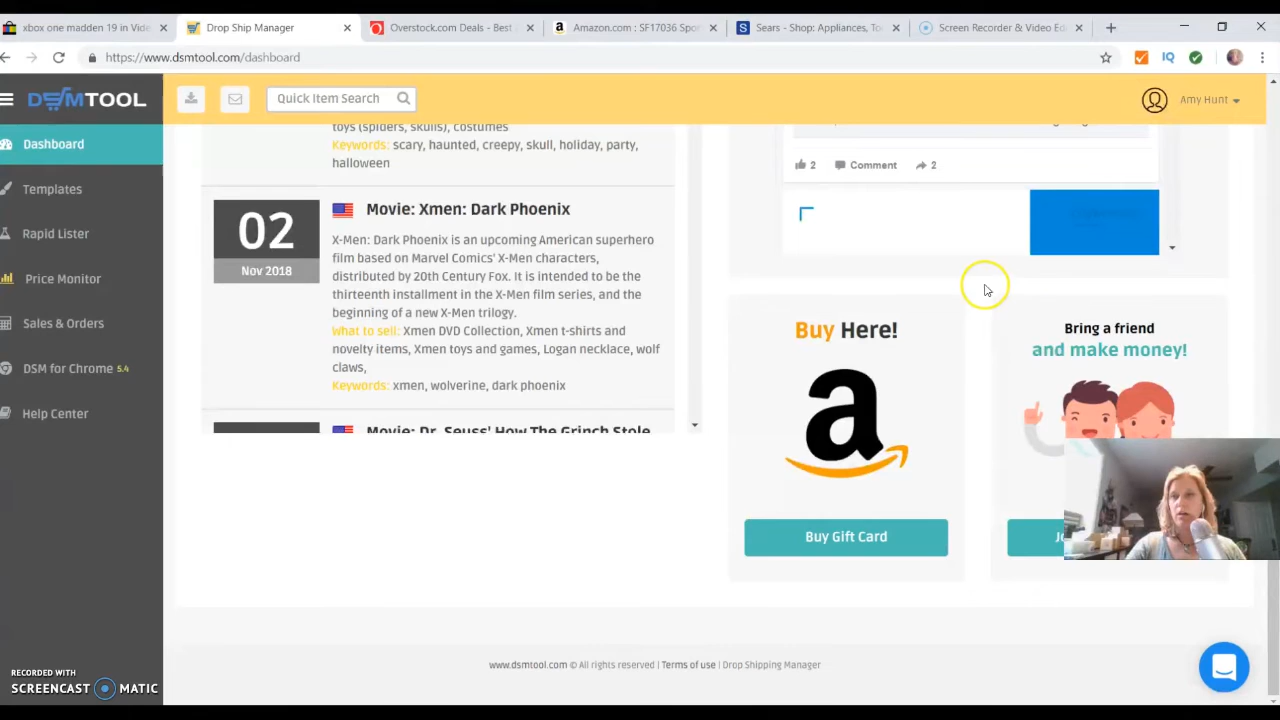 xbox one madden 19 in Vide
Drop Ship Manager
Overstock.com Deals - Best
Amazon.com : SF17036 Spo
Sears - Shop: Appliances, To
Screen Recorder & Video Ed
https://www.dsmtool.com/dashboard
IQ
DSMTOOL
Quick Item Search
Amy Hunt
Dashboard
Templates
Rapid Lister
Price Monitor
Sales & Orders
DSM for Chrome 5.4
Help Center
toys (spiders, skulls), costumes
Keywords: scary, haunted, creepy, skull, holiday, party,
halloween
02
Nov 2018
Movie: Xmen: Dark Phoenix
X-Men: Dark Phoenix is an upcoming American superhero
film based on Marvel Comics' X-Men characters,
distributed by 20th Century Fox. It is intended to be the
thirteenth installment in the X-Men film series, and the
beginning of a new X-Men trilogy.
What to sell: Xmen DVD Collection, Xmen t-shirts and
novelty items, Xmen toys and games, Logan necklace, wolf
claws,
Keywords: xmen, wolverine, dark phoenix
Movie: Dr. Seuss' How The Grinch Stole
2
Comment
2
Buy Here!
a
Buy Gift Card
Bring a friend
and make money!
www.dsmtool.com © All rights reserved | Terms of use | Drop Shipping Manager
RECORDED WITH
SCREENCAST MATIC